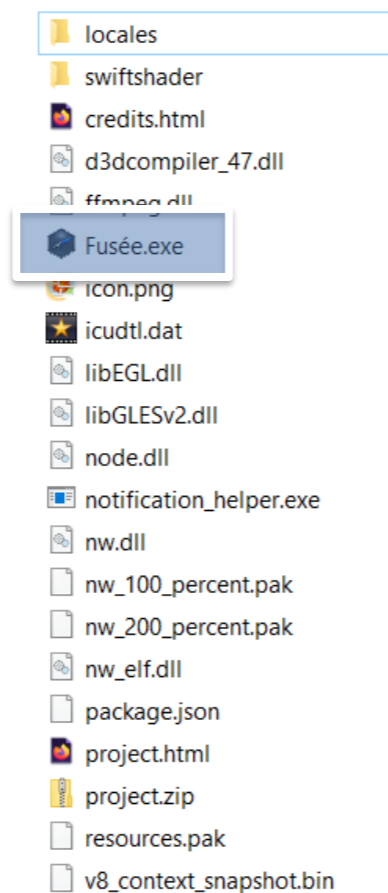 locales
swiftshader
credits.html
d3dcompiler_47.dll
ffmpeg.dll
Fusée.exe
icon.png
icudtl.dat
libEGL.dll
libGLESv2.dll
node.dll
notification_helper.exe
nw.dll
nw_100_percent.pak
nw_200_percent.pak
nw_elf.dll
package.json
project.html
project.zip
resources.pak
v8_context_snapshot.bin